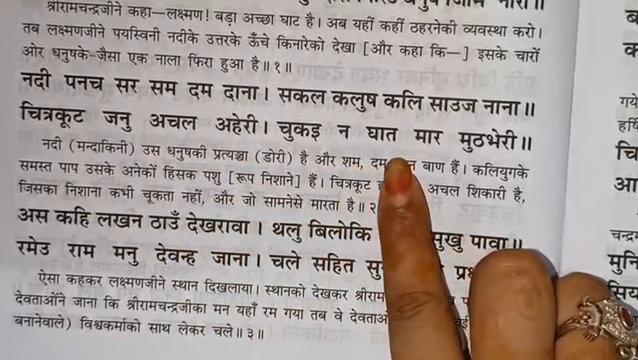 श्रीरामचन्द्रजीने कहा—लक्ष्मण! बड़ा अच्छा घाट है। अब यहीं कहीं ठहरनेकी व्यवस्था करो।
तब लक्ष्मणजीने पयस्विनी नदीके उत्तरके ऊँचे किनारेको देखा [और कहा कि—] इसके चारों
ओर धनुषके-जैसा एक नाला फिरा हुआ है॥१॥
नदी पनच सर सम दम दाना। सकल कलुष कलि साउज नाना॥
चित्रकूट जनु अचल अहेरी। चुकइ न घात मार मुठभेरी॥
नदी (मन्दाकिनी) उस धनुषकी प्रत्यञ्चा (डोरी) है और शम, दम बाण हैं। कलियुगके
समस्त पाप उसके अनेकों हिंसक पशु [रूप निशाने] हैं। चित्रकूट अचल शिकारी है,
जिसका निशाना कभी चूकता नहीं, और जो सामनेसे मारता है॥
अस कहि लखन ठाउँ देखरावा। थलु बिलोकि सुखु पावा॥
रमेउ राम मनु देवन्ह जाना। चले सहित
ऐसा कहकर लक्ष्मणजीने स्थान दिखलाया। स्थानको देखकर
देवताओंने जाना कि श्रीरामचन्द्रजीका मन यहाँ रम गया तब वे
बनानेवाले) विश्वकर्माको साथ लेकर चले॥३॥